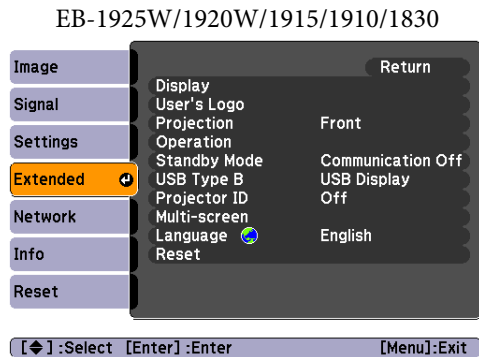 EB-1925W/1920W/1915/1910/1830
Image
Signal
Settings
Extended
Network
Info
Reset
Return
Display
User's Logo
Projection Front
Operation
Standby Mode Communication Off
USB Type B USB Display
Projector ID Off
Multi-screen
Language English
Reset
[◆] :Select [Enter] :Enter [Menu]:Exit